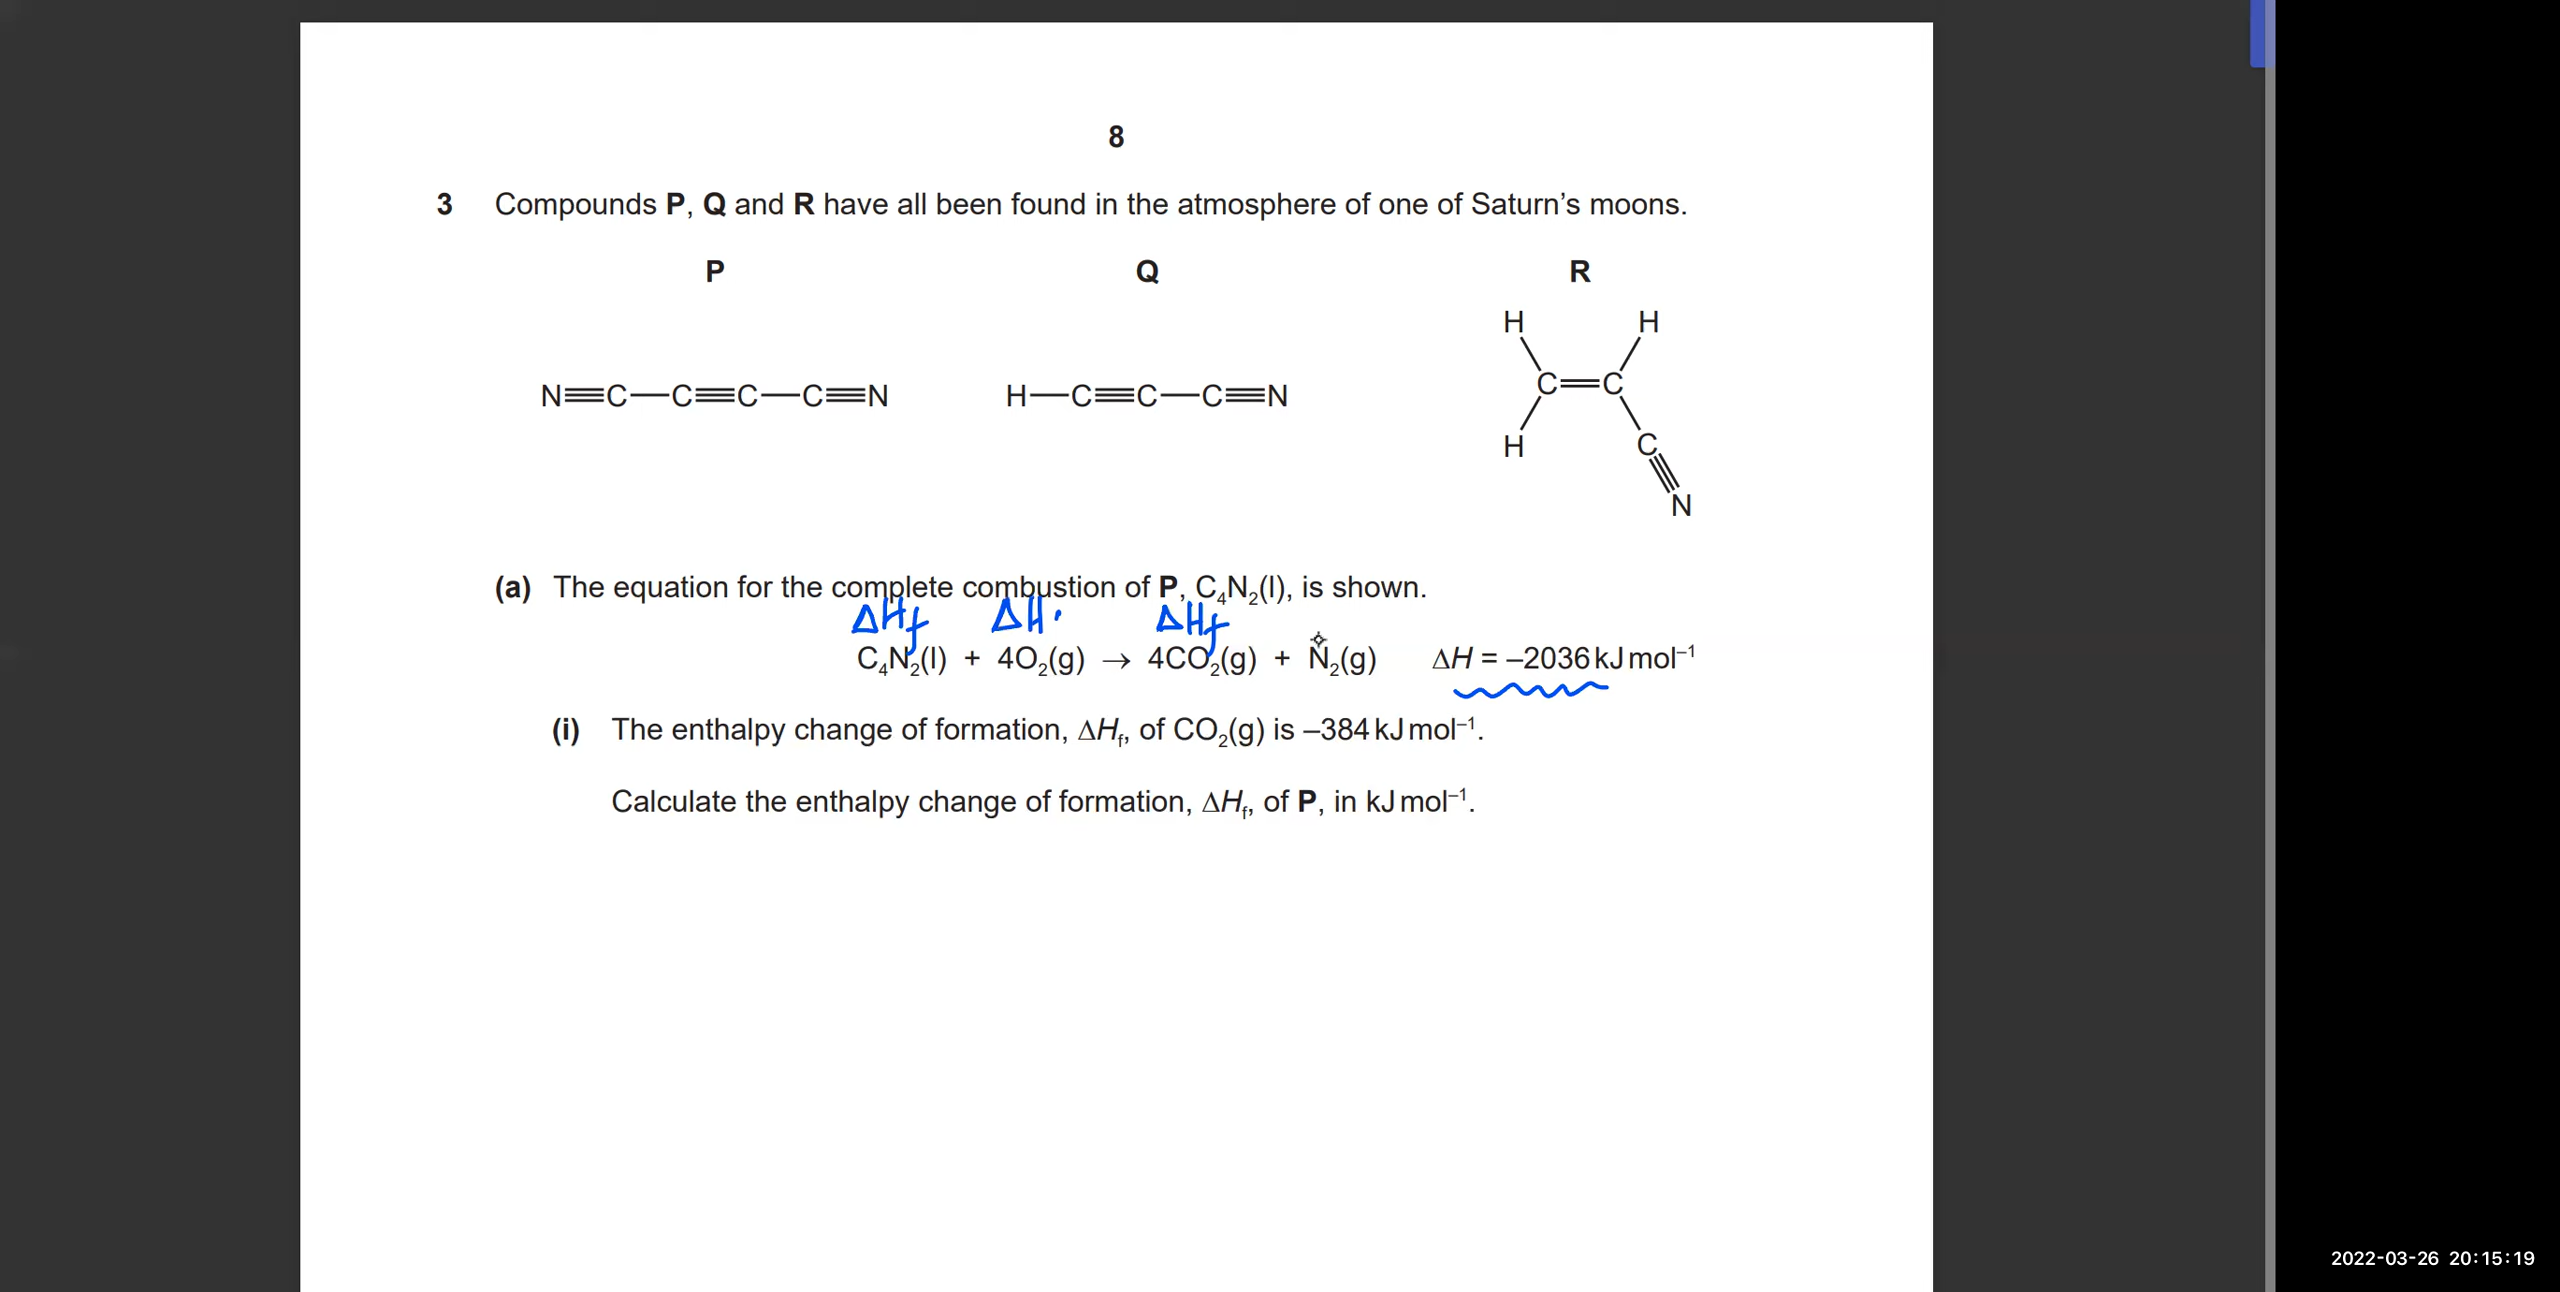 8
3 Compounds P, Q and R have all been found in the atmosphere of one of Saturn’s moons.
P Q R
H H
N≡C—C≡C—C≡N H—C≡C—C≡N C=C
H C
N
(a) The equation for the complete combustion of P, C₄N₂(l), is shown.
ΔHf ΔH ΔHf
C₄N₂(l) + 4O₂(g) → 4CO₂(g) + N₂(g) ΔH = –2036 kJ mol⁻¹
(i) The enthalpy change of formation, ΔHf, of CO₂(g) is –384 kJ mol⁻¹.
Calculate the enthalpy change of formation, ΔHf, of P, in kJ mol⁻¹.
2022-03-26 20:15:19